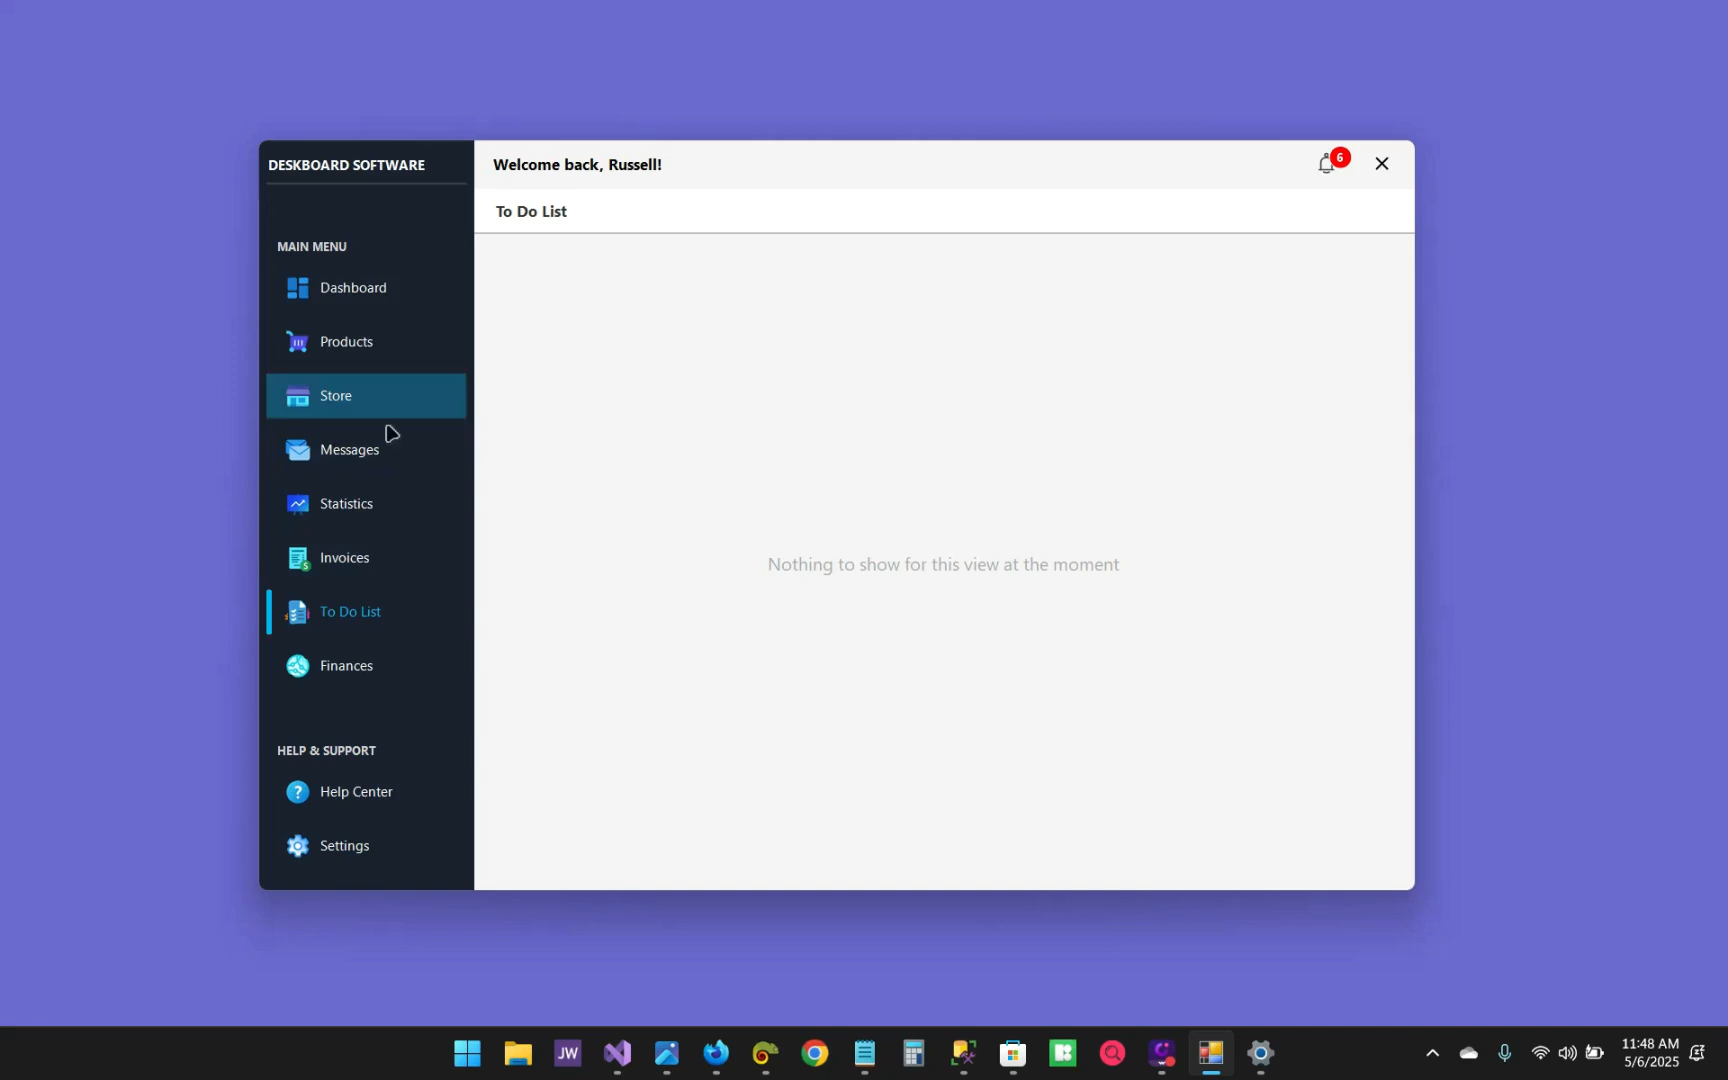 DESKBOARD SOFTWARE
Welcome back, Russell!
6
To Do List
MAIN MENU
Dashboard
Products
Store
Messages
Statistics
Invoices
To Do List
Finances
Nothing to show for this view at the moment
HELP & SUPPORT
Help Center
Settings
JW
11:48 AM
5/6/2025